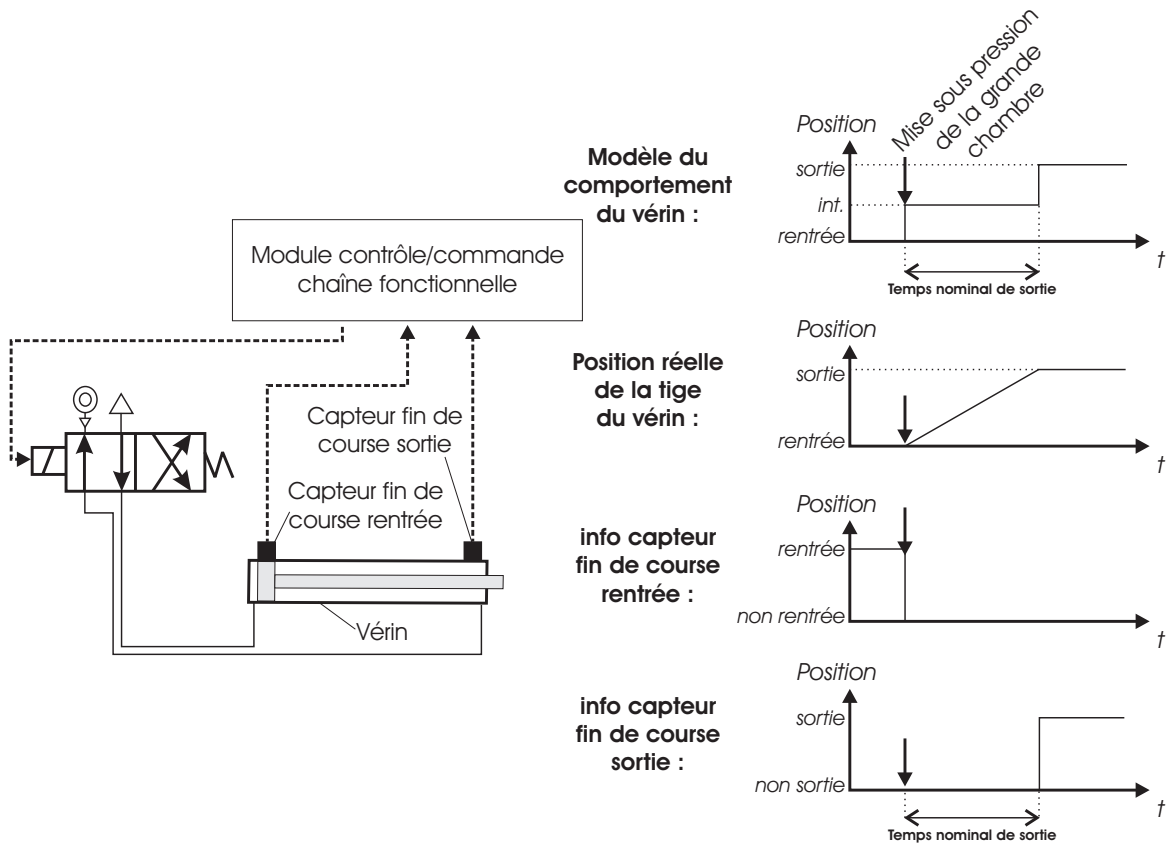 Module contrôle/commande
chaîne fonctionnelle
Capteur fin de
course sortie
Capteur fin de
course rentrée
Vérin
Modèle du
comportement
du vérin :
Position
Mise sous pression
de la grande
chambre
sortie
int.
rentrée
t
Temps nominal de sortie
Position réelle
de la tige
du vérin :
Position
sortie
rentrée
t
info capteur
fin de course
rentrée :
Position
rentrée
non rentrée
t
info capteur
fin de course
sortie :
Position
sortie
non sortie
t
Temps nominal de sortie